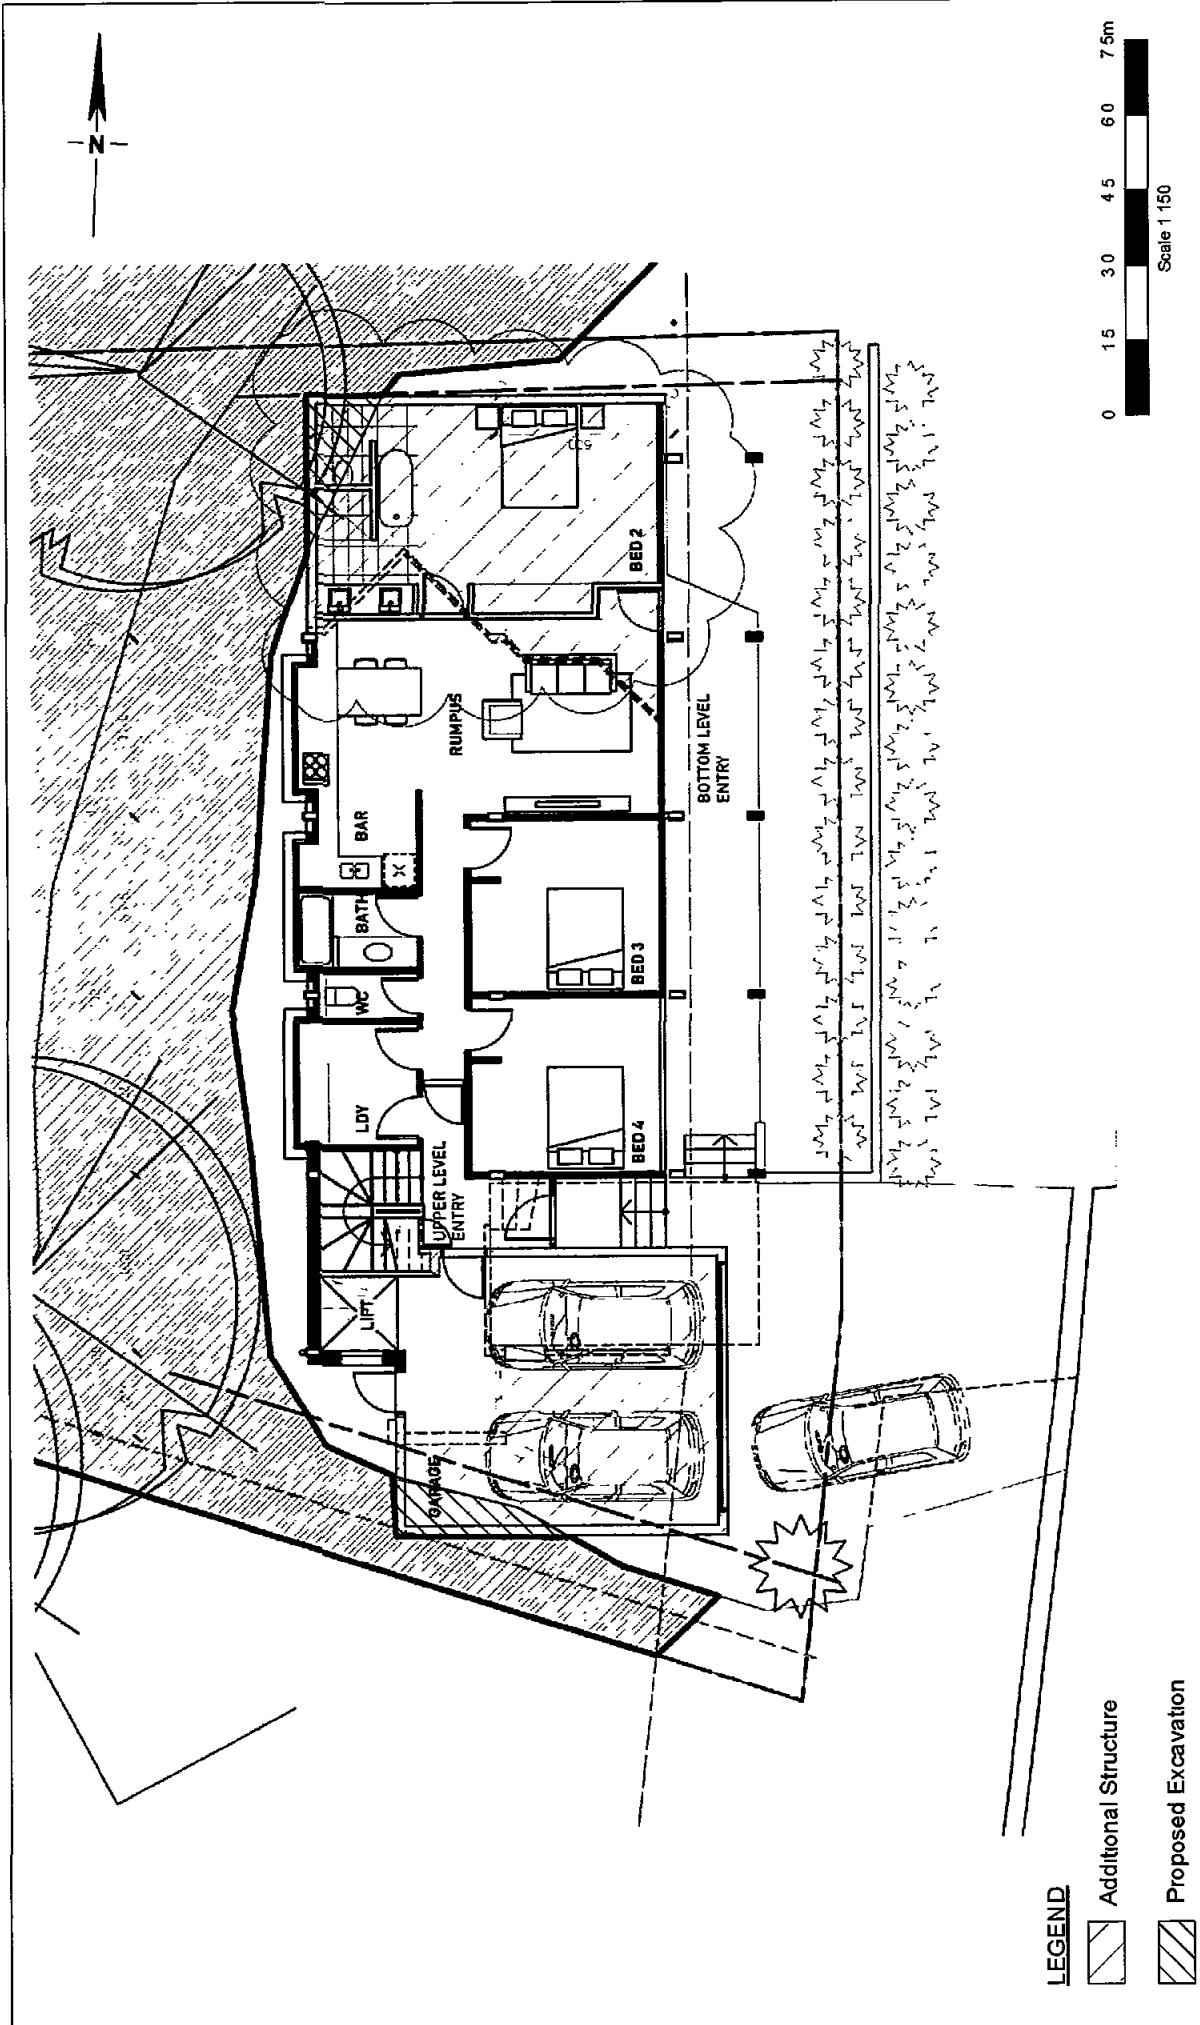 N
0 15 30 45 60 75m
Scale 1 150
BED 2
RUMPUS
BOTTOM LEVEL
ENTRY
BAR
BATH
BED 3
WC
LDY
BED 4
UPPER LEVEL
ENTRY
LIFT
GARAGE
LEGEND
Additional Structure
Proposed Excavation